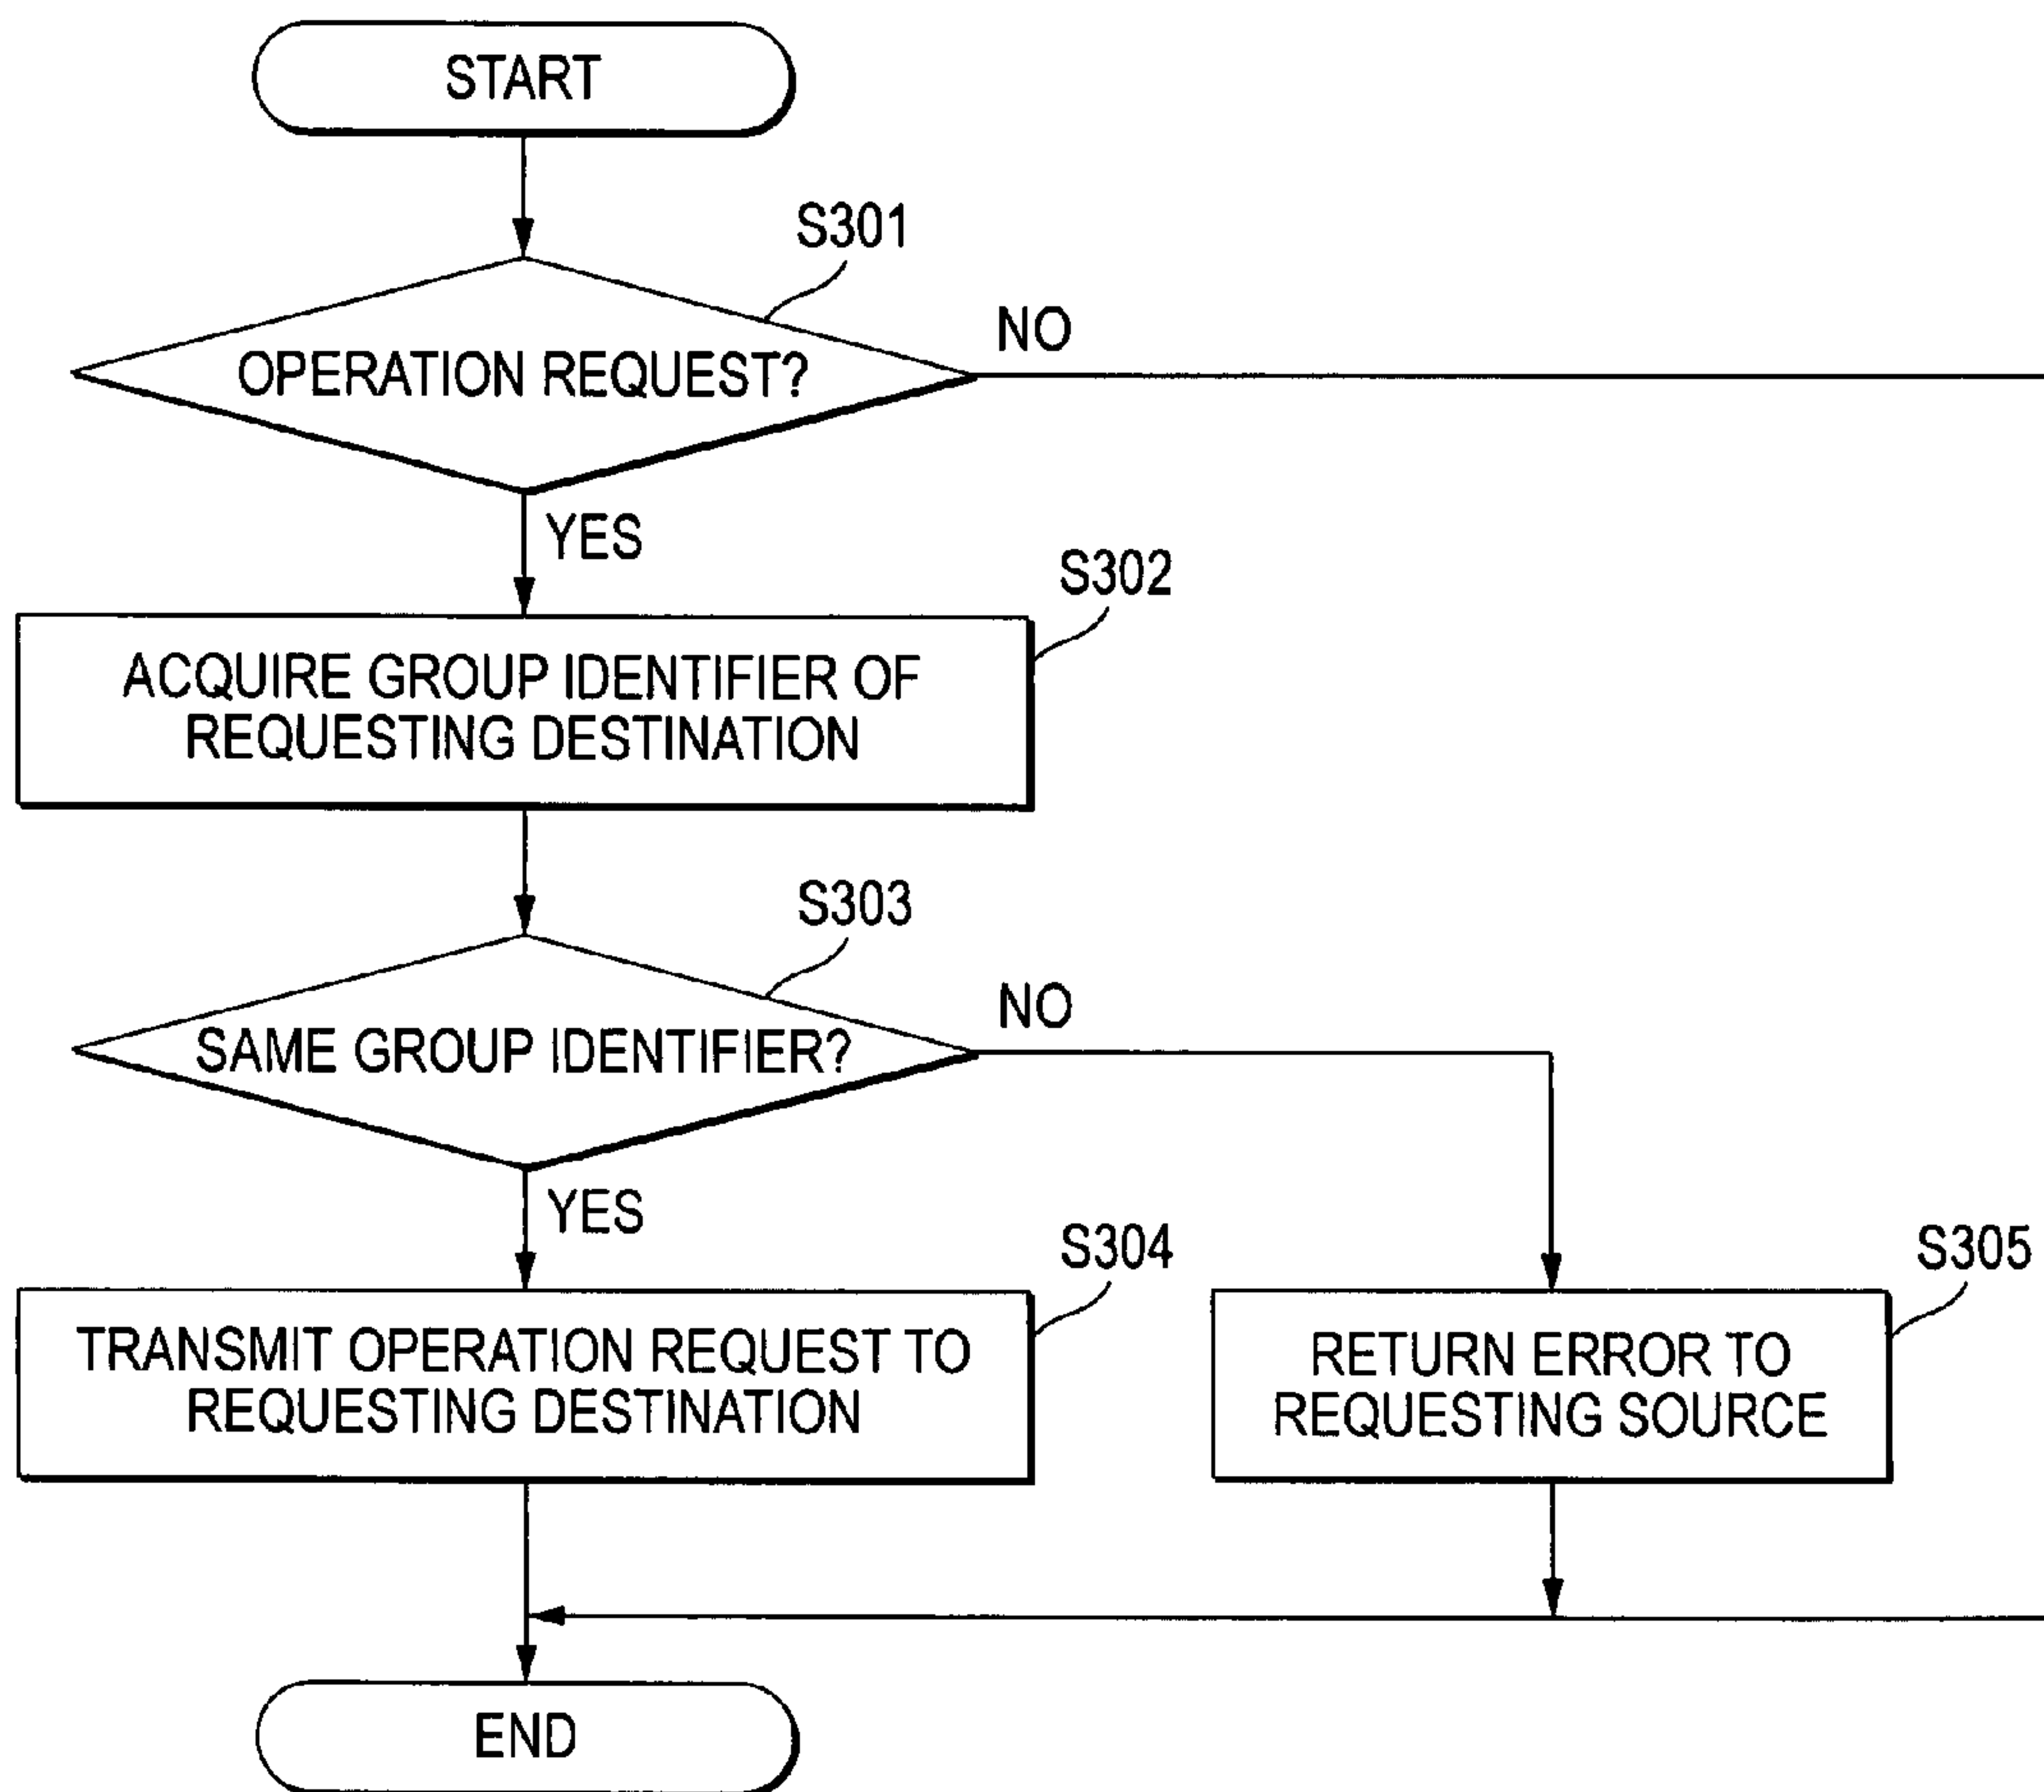 START
S301
OPERATION REQUEST?
NO
YES
S302
ACQUIRE GROUP IDENTIFIER OF
REQUESTING DESTINATION
S303
SAME GROUP IDENTIFIER?
NO
YES
S304
TRANSMIT OPERATION REQUEST TO
REQUESTING DESTINATION
S305
RETURN ERROR TO
REQUESTING SOURCE
END